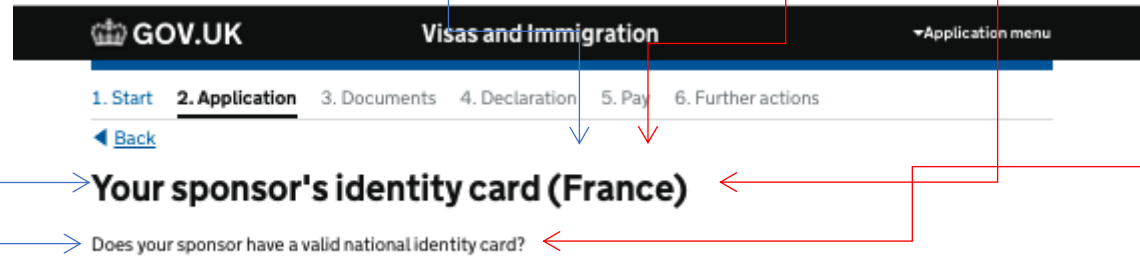 GOV.UK Visas and Immigration Application menu
1. Start 2. Application 3. Documents 4. Declaration 5. Pay 6. Further actions
Back
Your sponsor's identity card (France)
Does your sponsor have a valid national identity card?